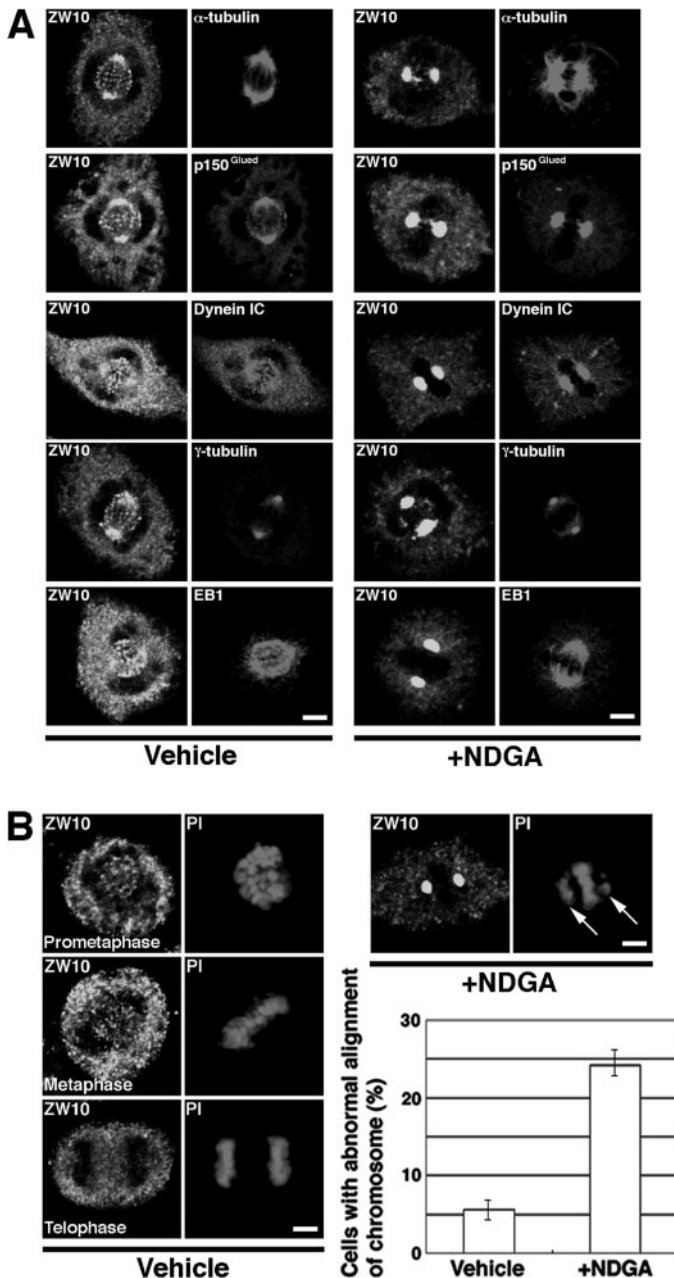 A
ZW10 α-tubulin ZW10 α-tubulin
ZW10 p150Glued ZW10 p150Glued
ZW10 Dynein IC ZW10 Dynein IC
ZW10 γ-tubulin ZW10 γ-tubulin
ZW10 EB1 ZW10 EB1
Vehicle +NDGA
B
ZW10 PI
Prometaphase
ZW10 PI
Metaphase
ZW10 PI
Telophase
Vehicle
ZW10 PI
+NDGA
Cells with abnormal alignment
of chromosome (%)
30
20
10
0
Vehicle +NDGA